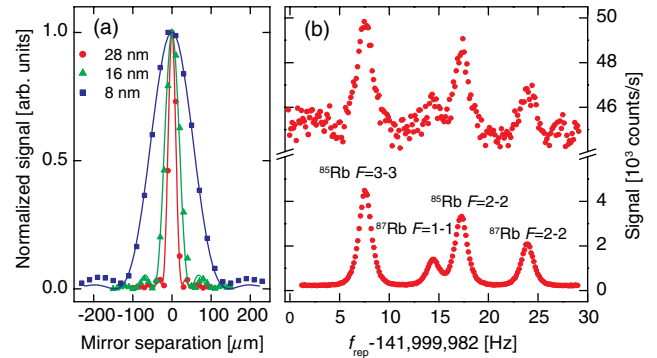 (a)
28 nm
16 nm
8 nm
1.0
0.5
0.0
Normalized signal [arb. units]
-200 -100 0 100 200
Mirror separation [μm]
(b)
50
48
46
4
2
0
Signal [10³ counts/s]
⁸⁵Rb F=3-3
⁸⁵Rb F=2-2
⁸⁷Rb F=1-1
⁸⁷Rb F=2-2
0 5 10 15 20 25 30
f_rep-141,999,982 [Hz]